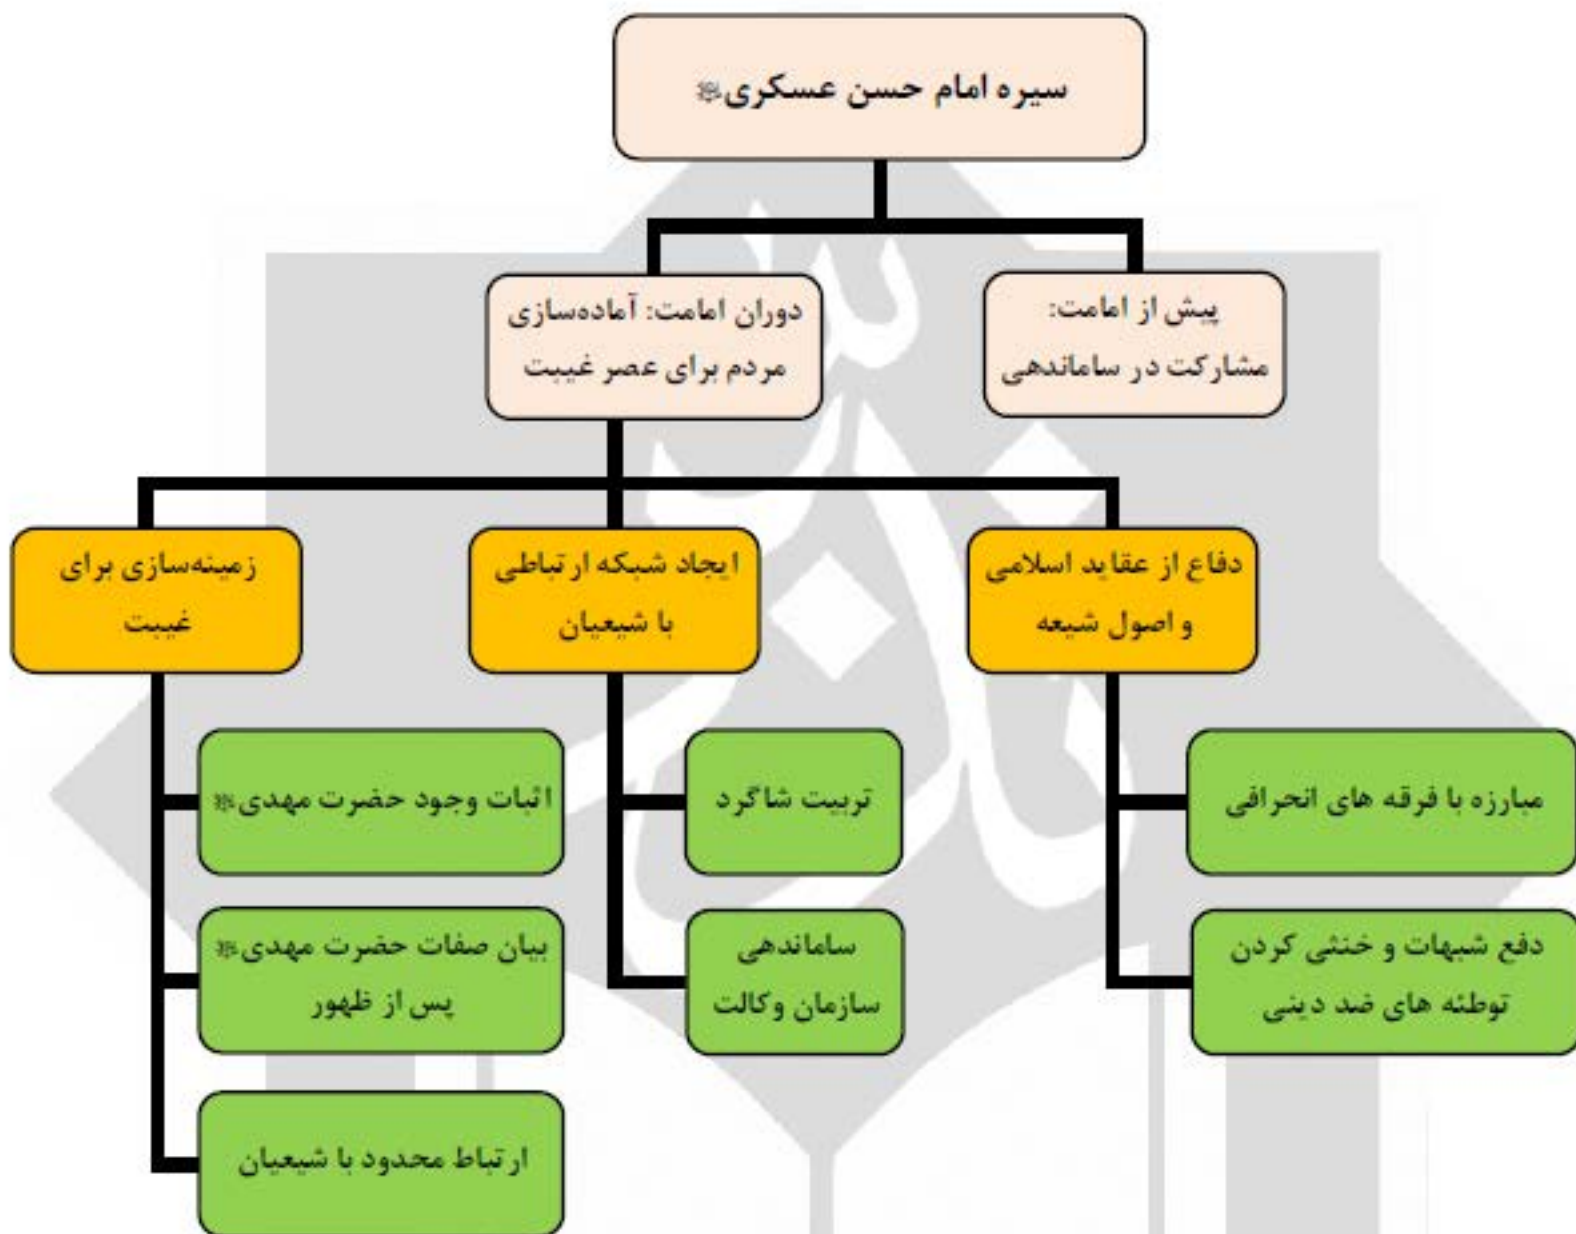 سیره امام حسن عسکری
پیش از امامت:
مشارکت در ساماندهی
دوران امامت: آماده‌سازی
مردم برای عصر غیبت
دفاع از عقاید اسلامی
و اصول شیعه
ایجاد شبکه ارتباطی
با شیعیان
زمینه‌سازی برای
غیبت
مبارزه با فرقه های انحرافی
دفع شبهات و خنثی کردن
توطئه های ضد دینی
تربیت شاگرد
ساماندهی
سازمان وکالت
اثبات وجود حضرت مهدی
بیان صفات حضرت مهدی
پس از ظهور
ارتباط محدود با شیعیان